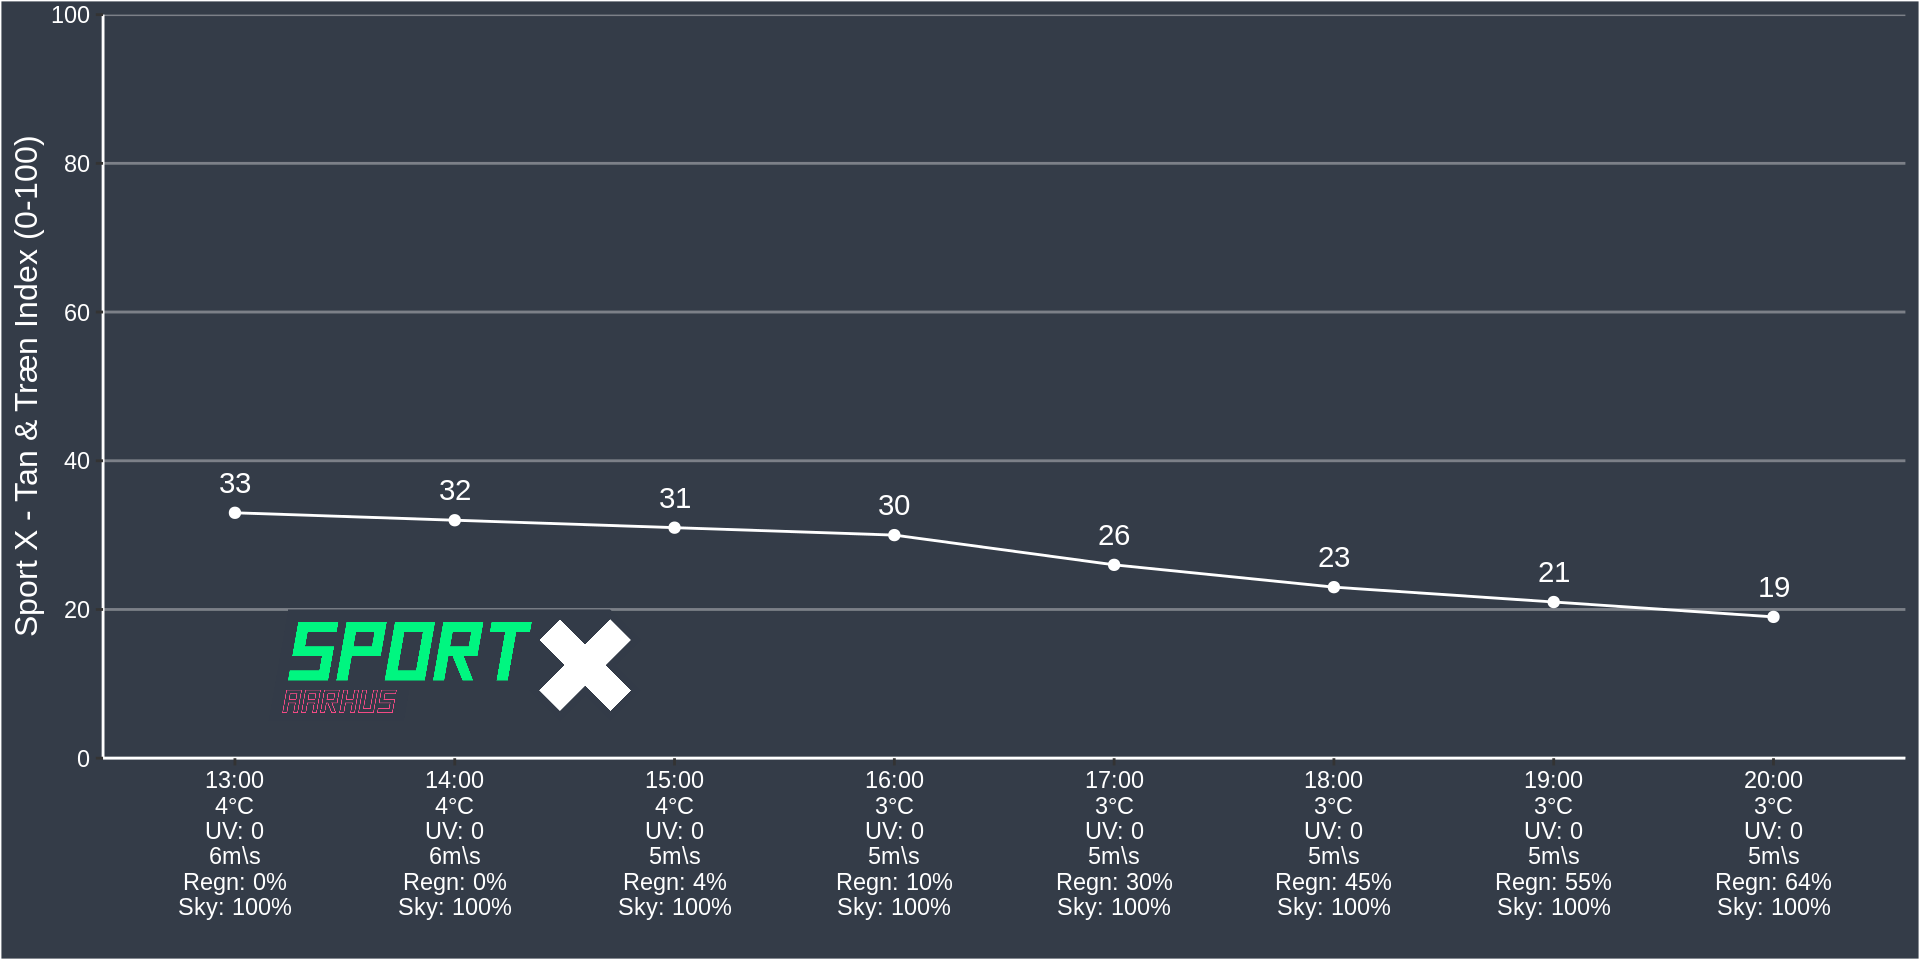 Sport X - Tan & Træn Index (0-100)
100
80
60
40
20
0
33
32
31
30
26
23
21
19
SPORT X
AARHUS
13:00 14:00 15:00 16:00 17:00 18:00 19:00 20:00
4°C 4°C 4°C 3°C 3°C 3°C 3°C 3°C
UV: 0 UV: 0 UV: 0 UV: 0 UV: 0 UV: 0 UV: 0 UV: 0
6m\s 6m\s 5m\s 5m\s 5m\s 5m\s 5m\s 5m\s
Regn: 0% Regn: 0% Regn: 4% Regn: 10% Regn: 30% Regn: 45% Regn: 55% Regn: 64%
Sky: 100% Sky: 100% Sky: 100% Sky: 100% Sky: 100% Sky: 100% Sky: 100% Sky: 100%